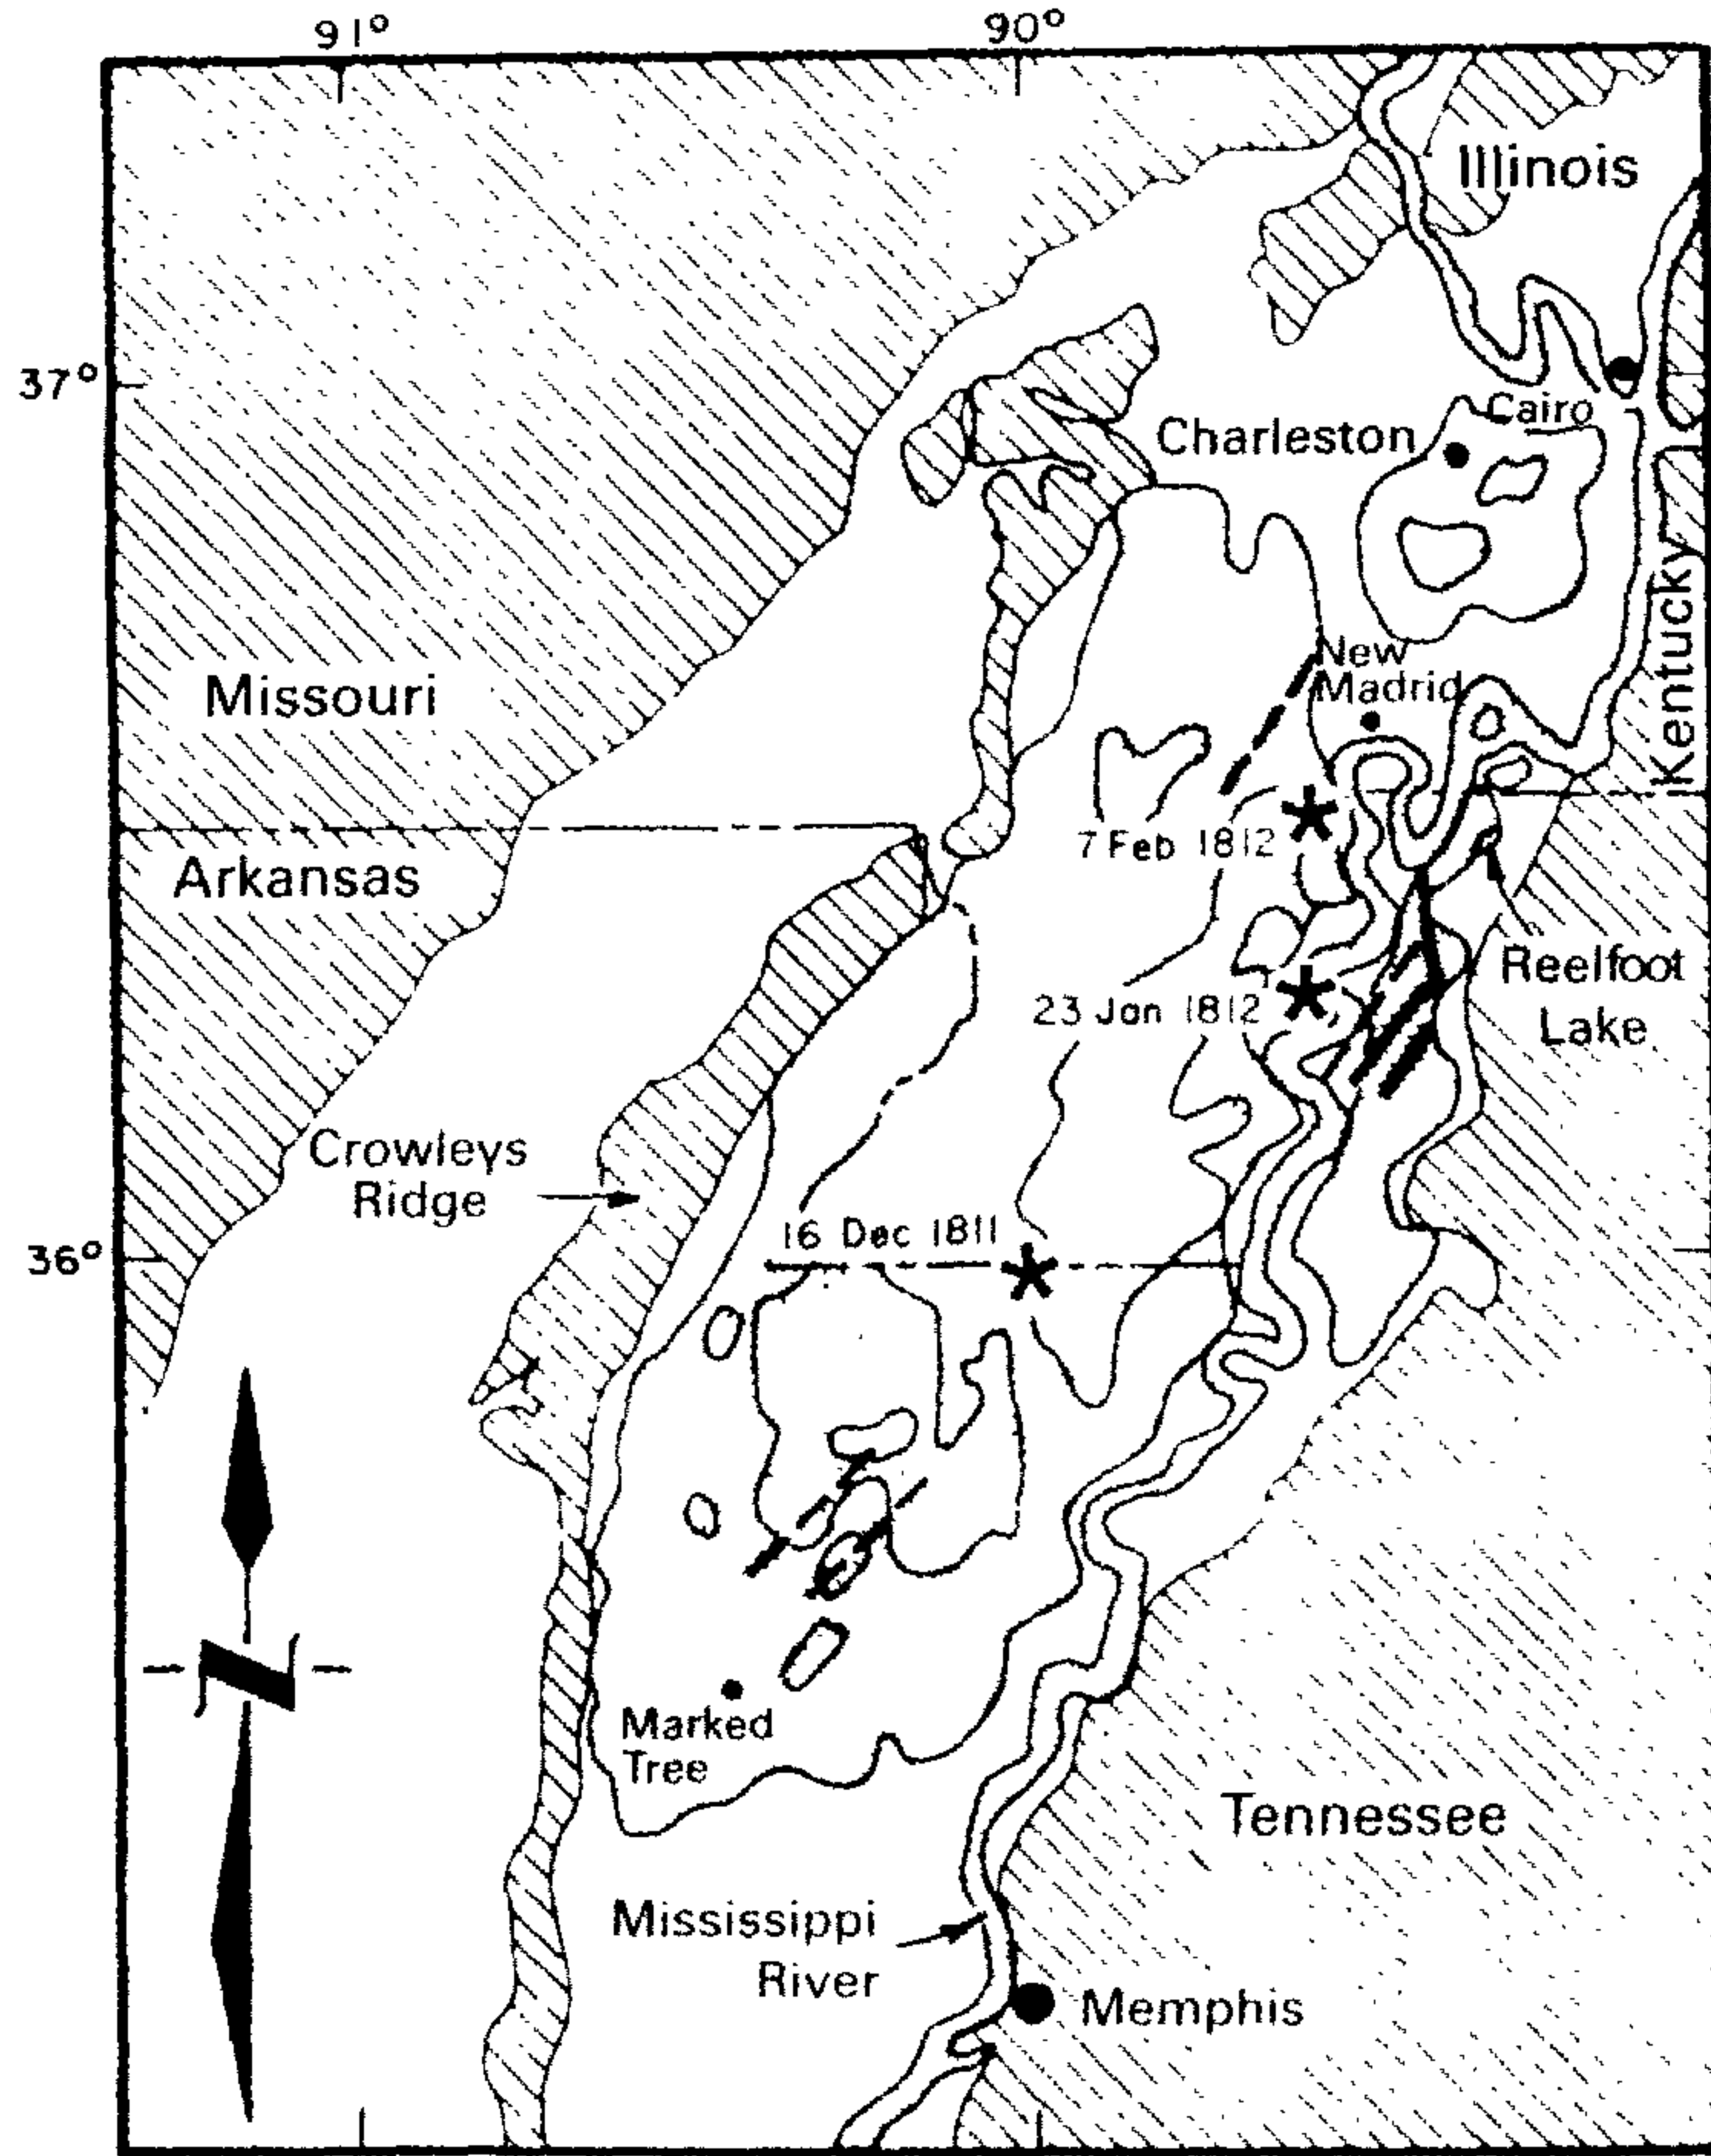 91° 90°
Illinois
37°
Cairo
Charleston
Kentucky
New
Madrid
Missouri
7 Feb 1812
Arkansas
Reelfoot
Lake
23 Jan 1812
Crowleys
Ridge
16 Dec 1811
36°
N
Marked
Tree
Tennessee
Mississippi
River
Memphis